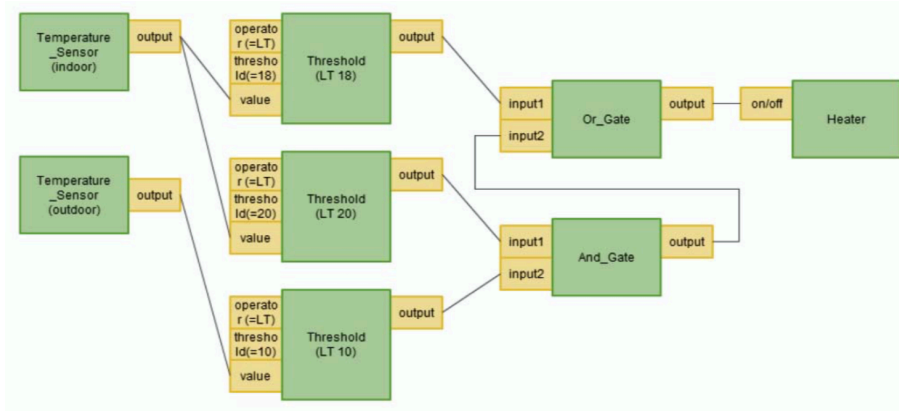 Temperature
_Sensor
(indoor)
output
operato
r (=LT)
thresho
ld(=18)
value
Threshold
(LT 18)
output
input1
input2
Or_Gate
output
on/off
Heater
Temperature
_Sensor
(outdoor)
output
operato
r (=LT)
thresho
ld(=20)
value
Threshold
(LT 20)
output
input1
input2
And_Gate
output
operato
r (=LT)
thresho
ld(=10)
value
Threshold
(LT 10)
output